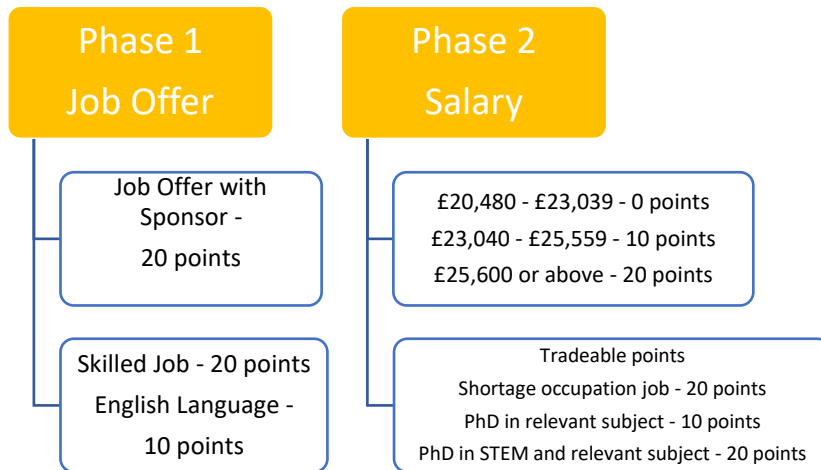 Phase 1
Job Offer
Job Offer with
Sponsor -
20 points
Skilled Job - 20 points
English Language -
10 points
Phase 2
Salary
£20,480 - £23,039 - 0 points
£23,040 - £25,559 - 10 points
£25,600 or above - 20 points
Tradeable points
Shortage occupation job - 20 points
PhD in relevant subject - 10 points
PhD in STEM and relevant subject - 20 points